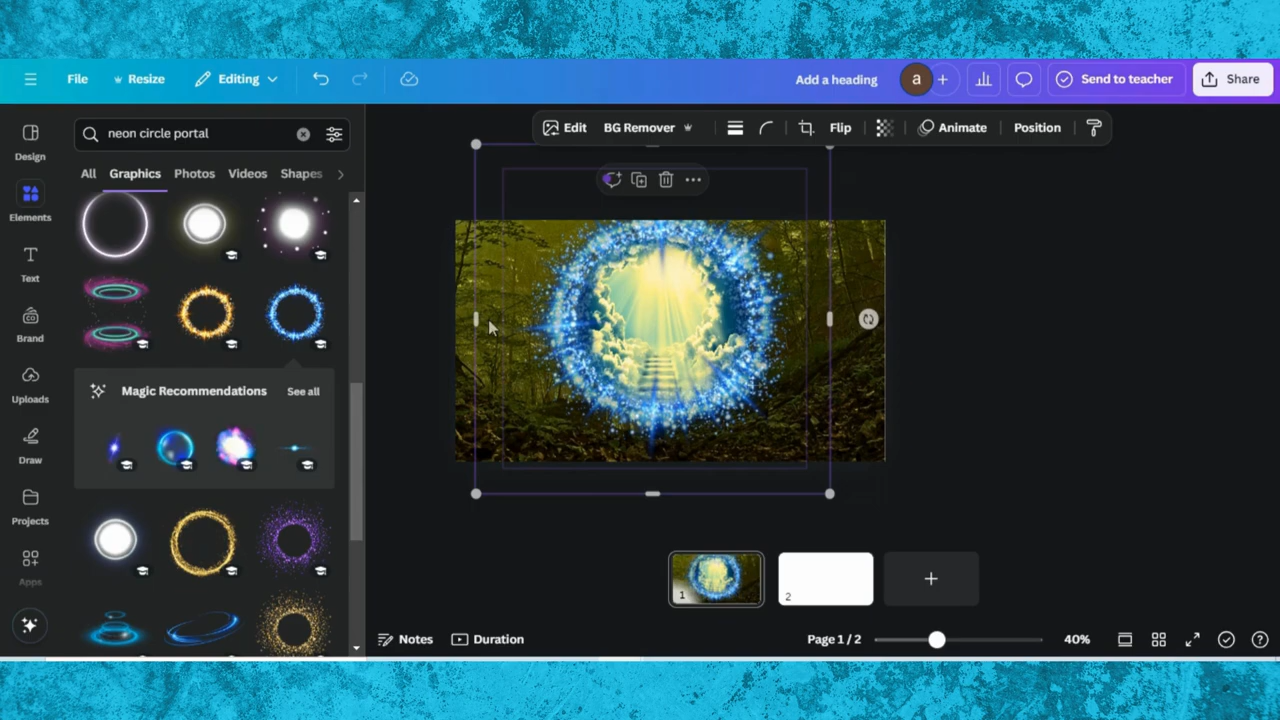 File
Resize
Editing
Add a heading
a
Send to teacher
Share
Design
Elements
Text
Brand
Uploads
Draw
Projects
Apps
neon circle portal
All
Graphics
Photos
Videos
Shapes
Magic Recommendations
See all
Edit
BG Remover
Flip
Animate
Position
1
2
Notes
Duration
Page 1 / 2
40%